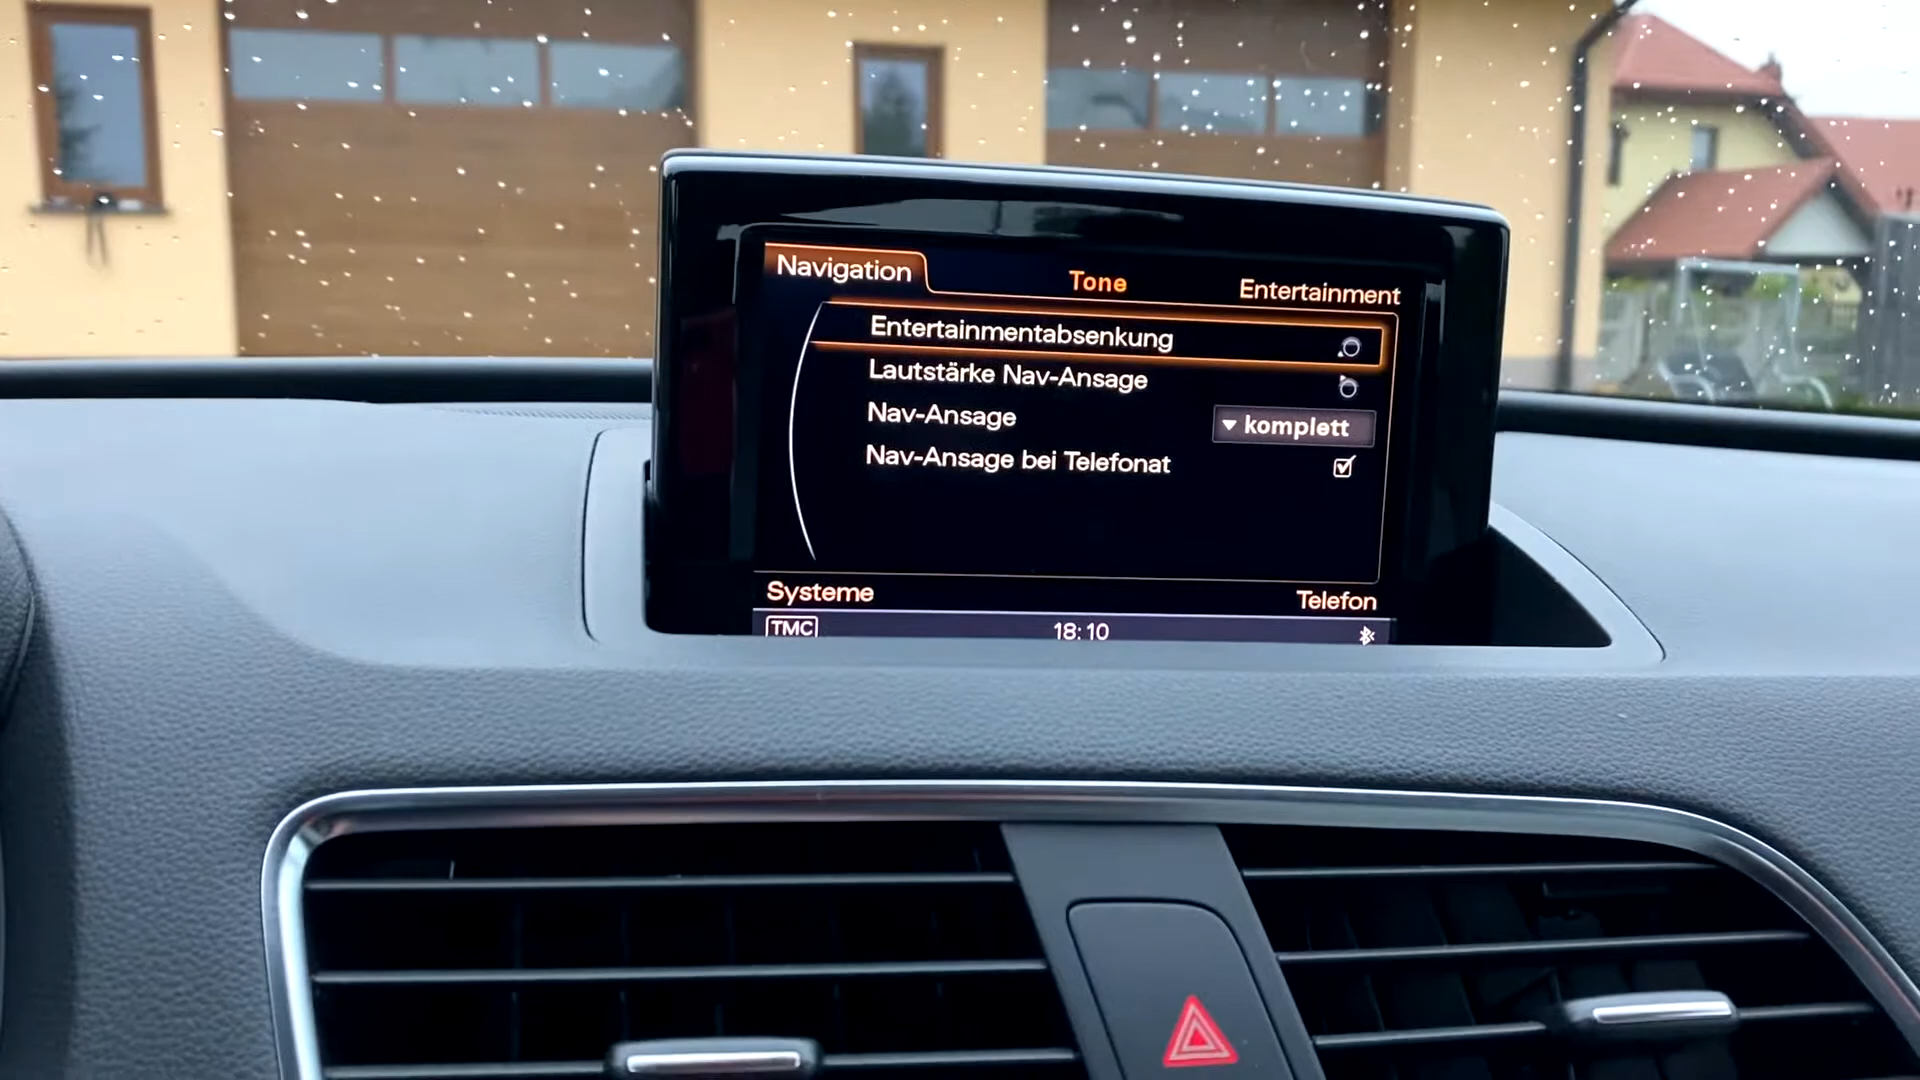 Navigation
Tone
Entertainment
Entertainmentabsenkung
Lautstärke Nav-Ansage
Nav-Ansage
komplett
Nav-Ansage bei Telefonat
Systeme
Telefon
TMC
18:10